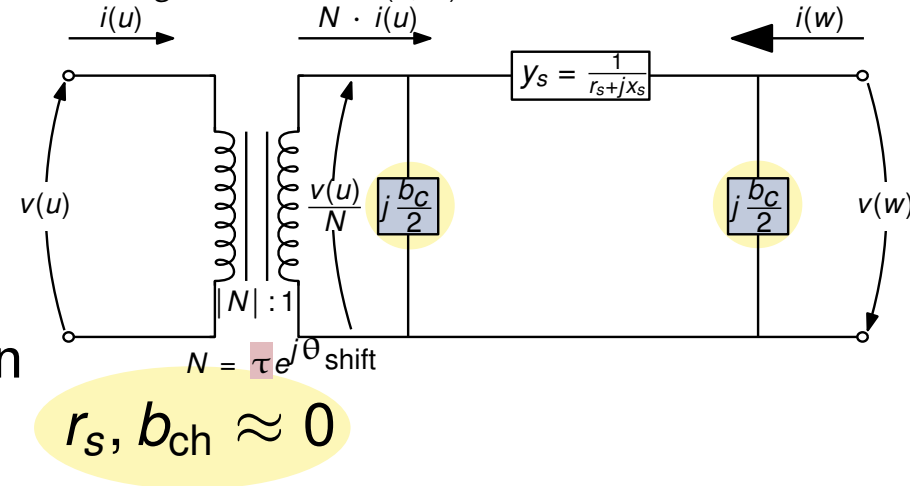 i(u)
N · i(u)
i(w)
y_s = 1/(r_s+jx_s)
v(u)
v(u)/N
j b_c/2
j b_c/2
v(w)
|N| : 1
n
N = τe^{jθ_shift}
r_s, b_ch ≈ 0